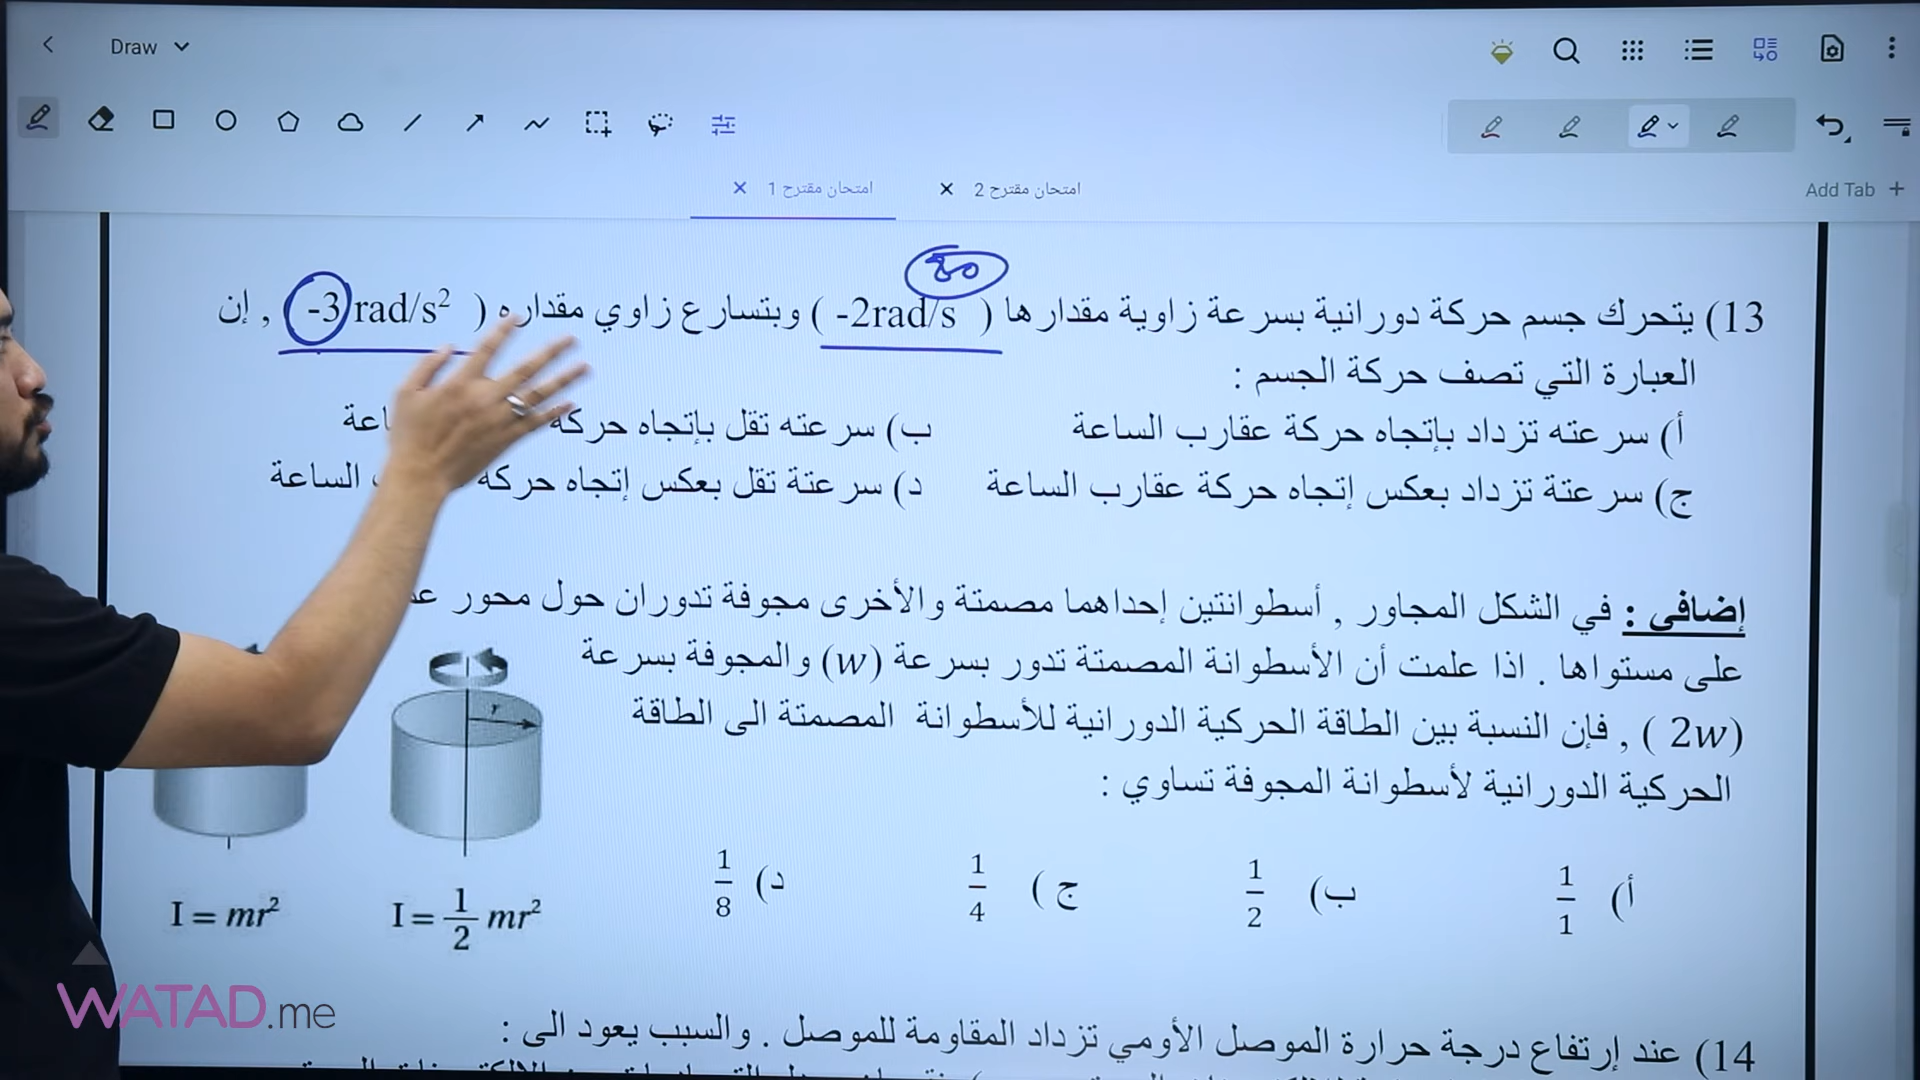 Draw
امتحان مقترح 1
امتحان مقترح 2
Add Tab +
13) يتحرك جسم حركة دورانية بسرعة زاوية مقدارها ( -2rad/s ) وبتسارع زاوي مقداره ( -3 rad/s² ) , إن
العبارة التي تصف حركة الجسم :
أ) سرعته تزداد بإتجاه حركة عقارب الساعة
ب) سرعته تقل بإتجاه حركة
ج) سرعتة تزداد بعكس إتجاه حركة عقارب الساعة
د) سرعتة تقل بعكس إتجاه حركة الساعة
إضافي : في الشكل المجاور , أسطوانتين إحداهما مصمتة والأخرى مجوفة تدوران حول محور
على مستواها . اذا علمت أن الأسطوانة المصمتة تدور بسرعة (w) والمجوفة بسرعة
(2w ) , فإن النسبة بين الطاقة الحركية الدورانية للأسطوانة المصمتة الى الطاقة
الحركية الدورانية لأسطوانة المجوفة تساوي :
أ) 1/1
ب) 1/2
ج ) 1/4
د) 1/8
r
I = 1/2 mr²
I = mr²
14) عند إرتفاع درجة حرارة الموصل الأومي تزداد المقاومة للموصل . والسبب يعود الى :
WATAD.me